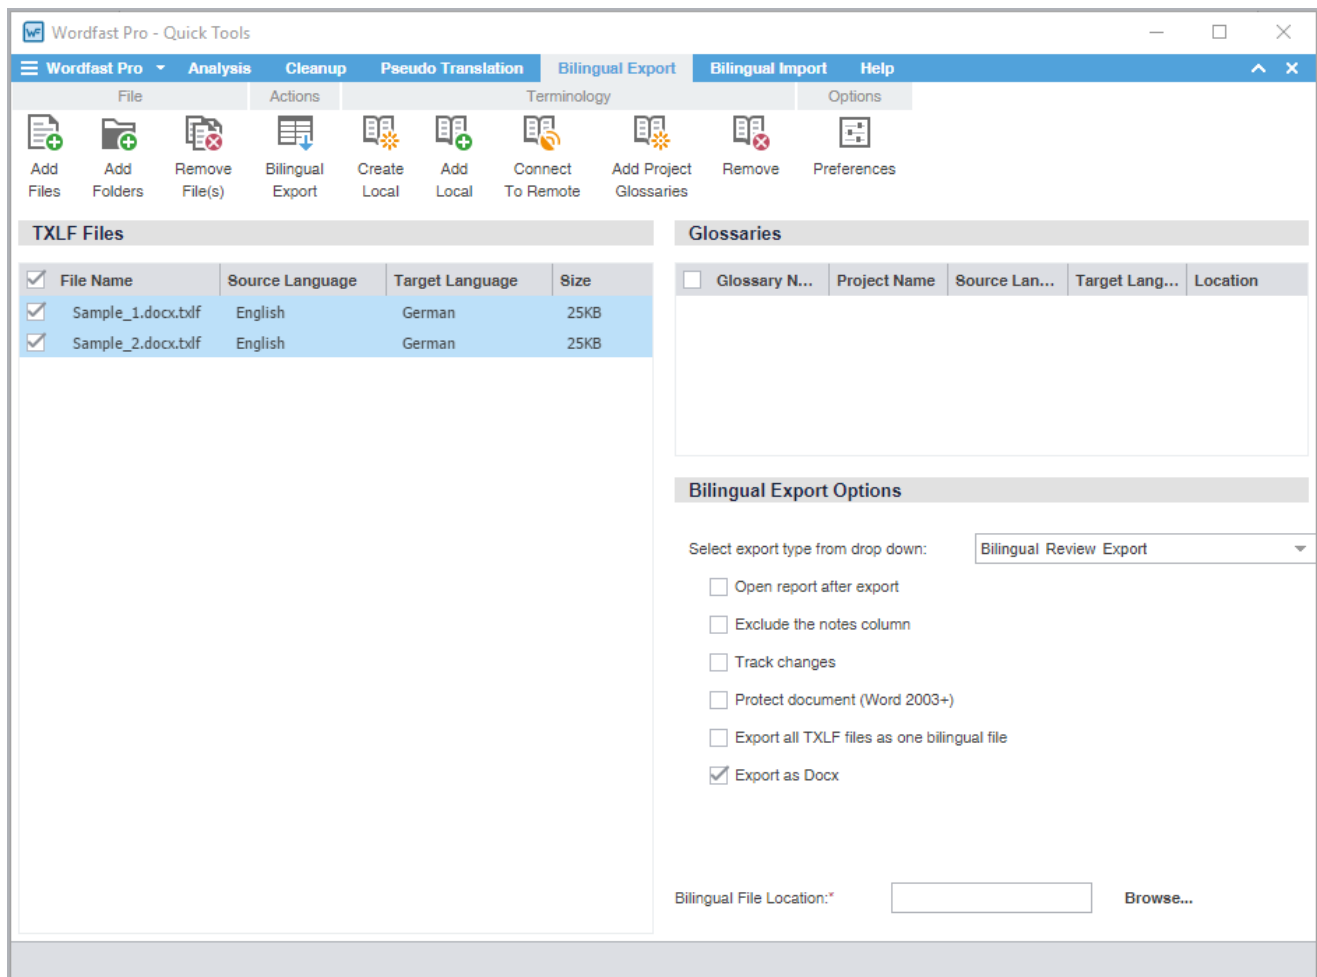 WF Wordfast Pro - Quick Tools
Wordfast Pro Analysis Cleanup Pseudo Translation Bilingual Export Bilingual Import Help
File Actions Terminology Options
Add Files Add Folders Remove File(s) Bilingual Export Create Local Add Local Connect To Remote Add Project Glossaries Remove Preferences
TXLF Files
File Name Source Language Target Language Size
Sample_1.docx.txlf English German 25KB
Sample_2.docx.txlf English German 25KB
Glossaries
Glossary N... Project Name Source Lan... Target Lang... Location
Bilingual Export Options
Select export type from drop down: Bilingual Review Export
Open report after export
Exclude the notes column
Track changes
Protect document (Word 2003+)
Export all TXLF files as one bilingual file
Export as Docx
Bilingual File Location:* Browse...